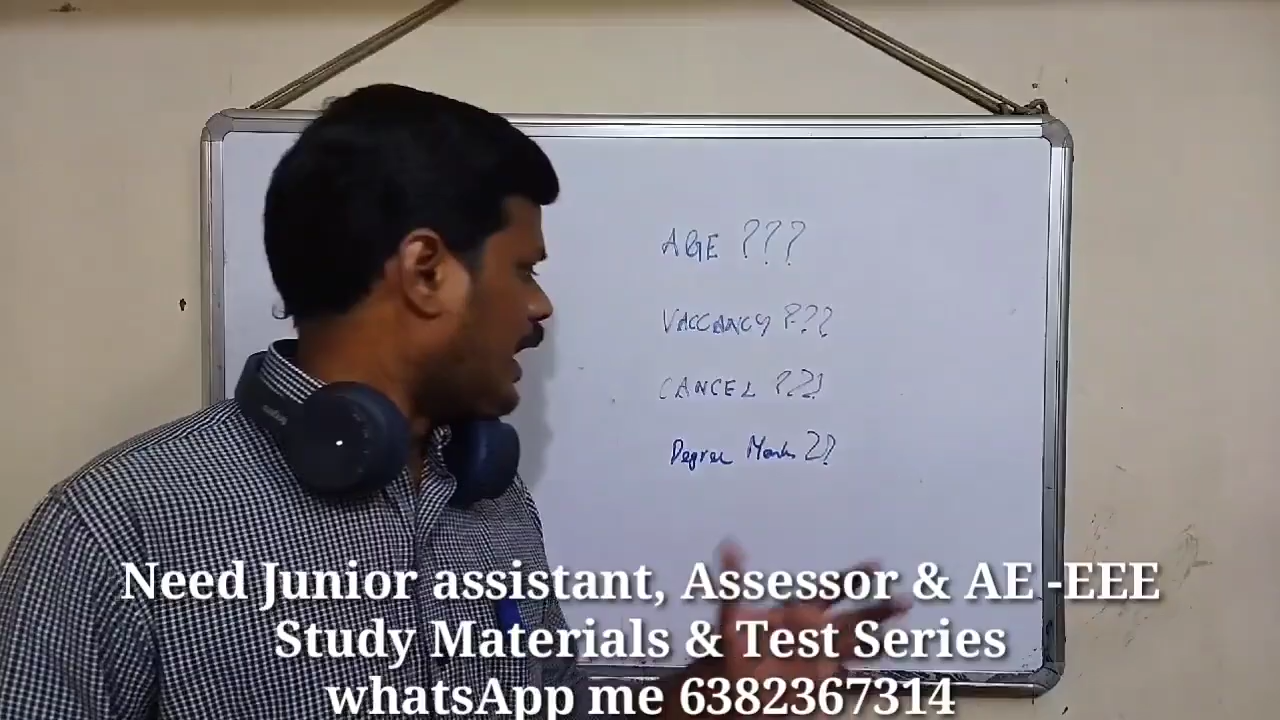 AGE ???
VACCANCY ???
CANCEL ???
Degree Marks ??
Need Junior assistant, Assessor & AE -EEE
Study Materials & Test Series
whatsApp me 6382367314